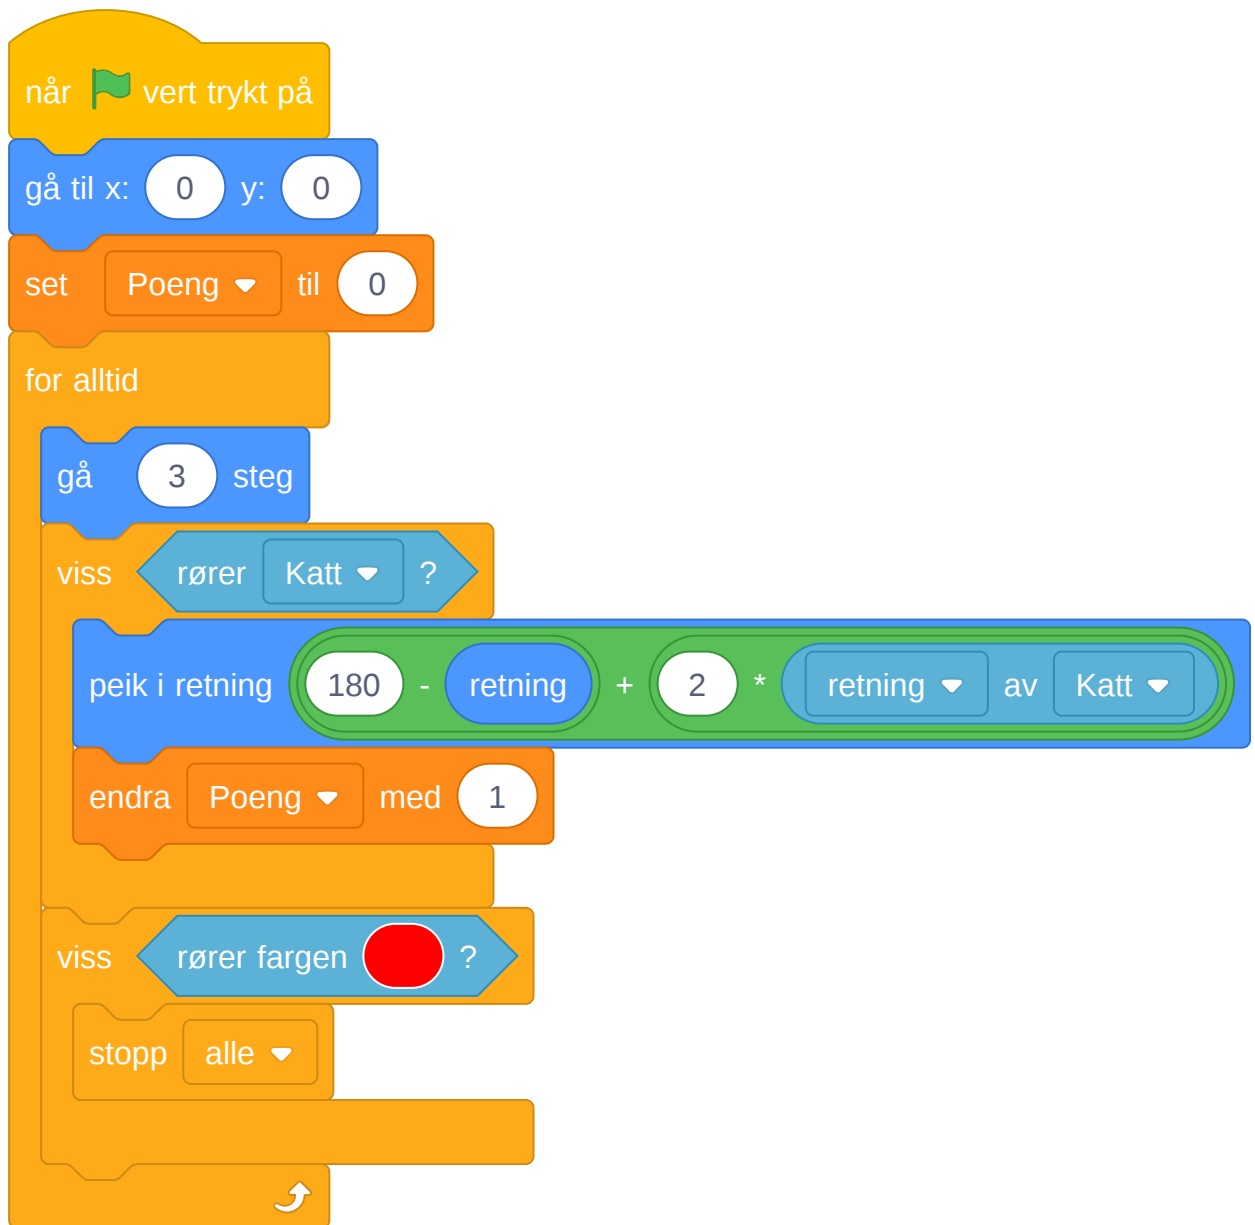 når vert trykt på
gå til x: 0 y: 0
set Poeng til 0
for alltid
gå 3 steg
viss rører Katt ?
peik i retning 180 - retning + 2 * retning av Katt
endra Poeng med 1
viss rører fargen ?
stopp alle